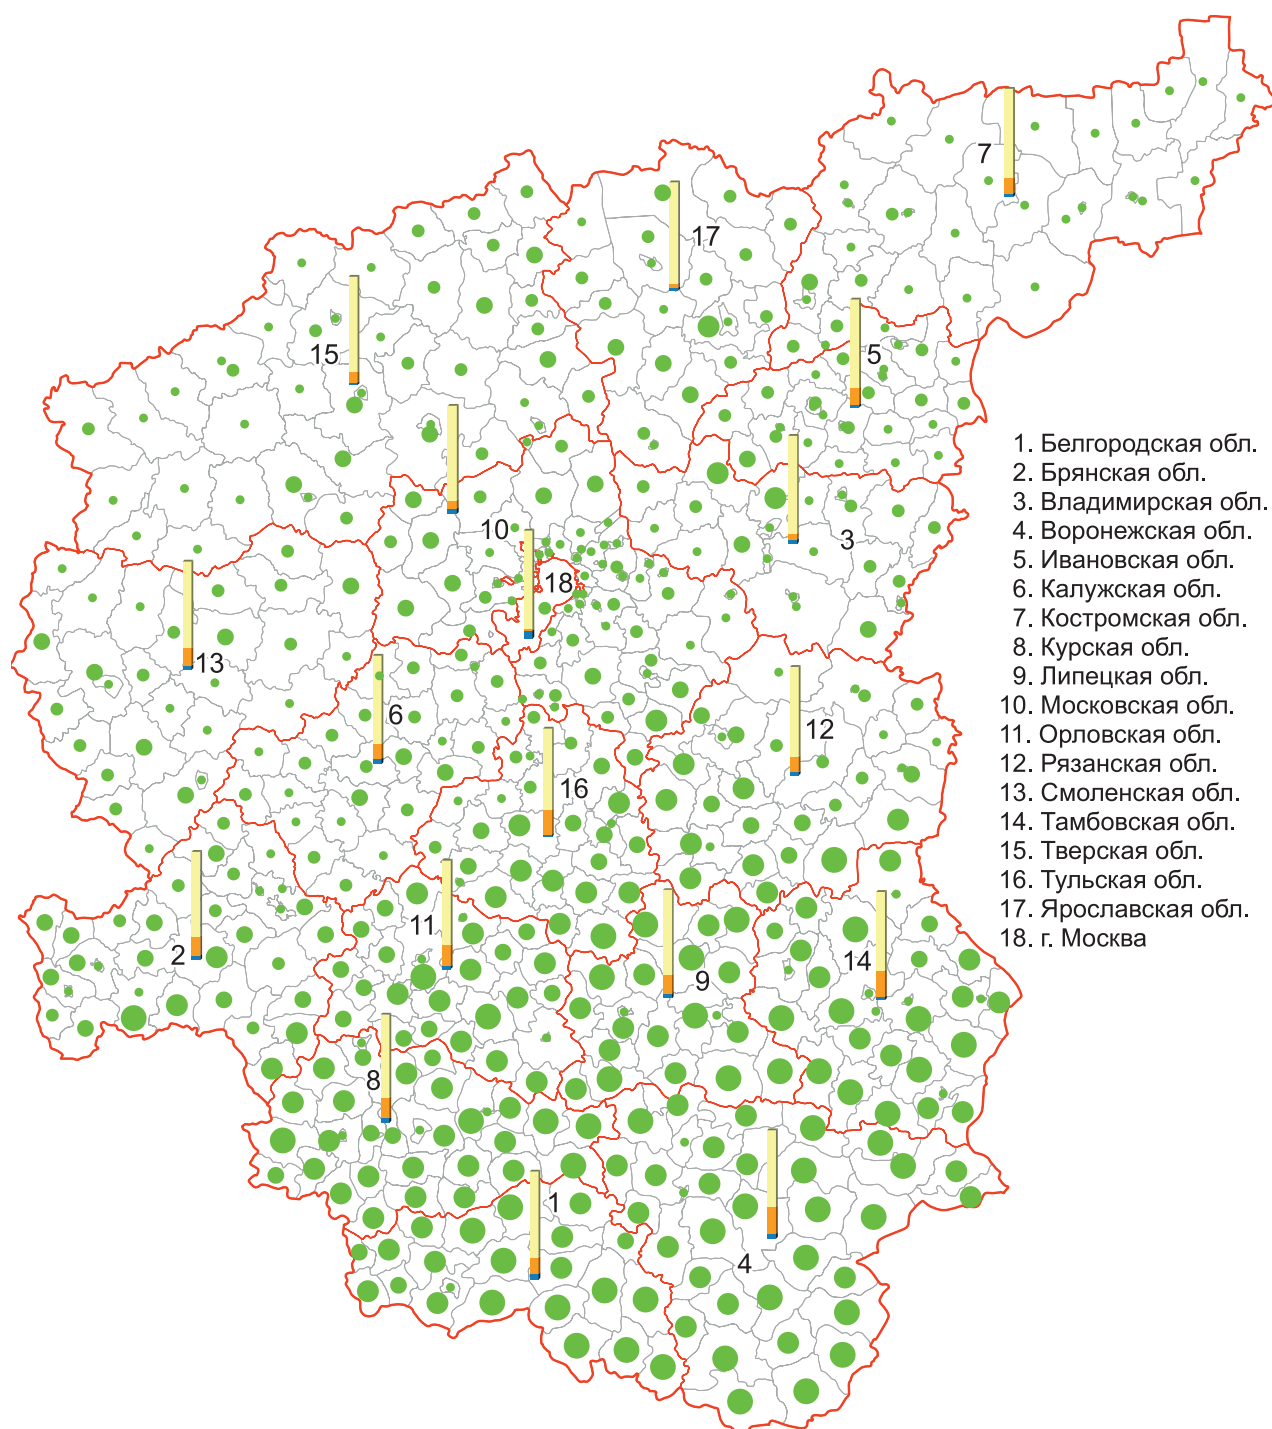 7
17
15
5
10
3
18
13
6
12
16
11
2
14
9
8
1
4
1. Белгородская обл.
2. Брянская обл.
3. Владимирская обл.
4. Воронежская обл.
5. Ивановская обл.
6. Калужская обл.
7. Костромская обл.
8. Курская обл.
9. Липецкая обл.
10. Московская обл.
11. Орловская обл.
12. Рязанская обл.
13. Смоленская обл.
14. Тамбовская обл.
15. Тверская обл.
16. Тульская обл.
17. Ярославская обл.
18. г. Москва